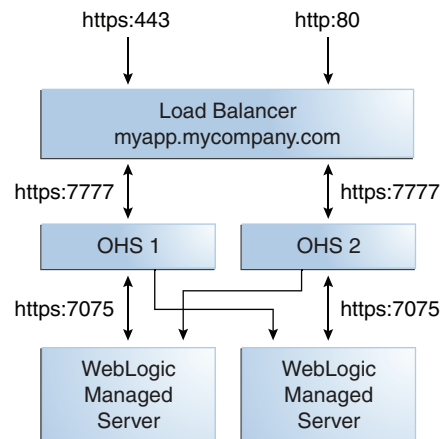 https:443
http:80
Load Balancer
myapp.mycompany.com
https:7777
https:7777
OHS 1
OHS 2
https:7075
https:7075
WebLogic
Managed
Server
WebLogic
Managed
Server